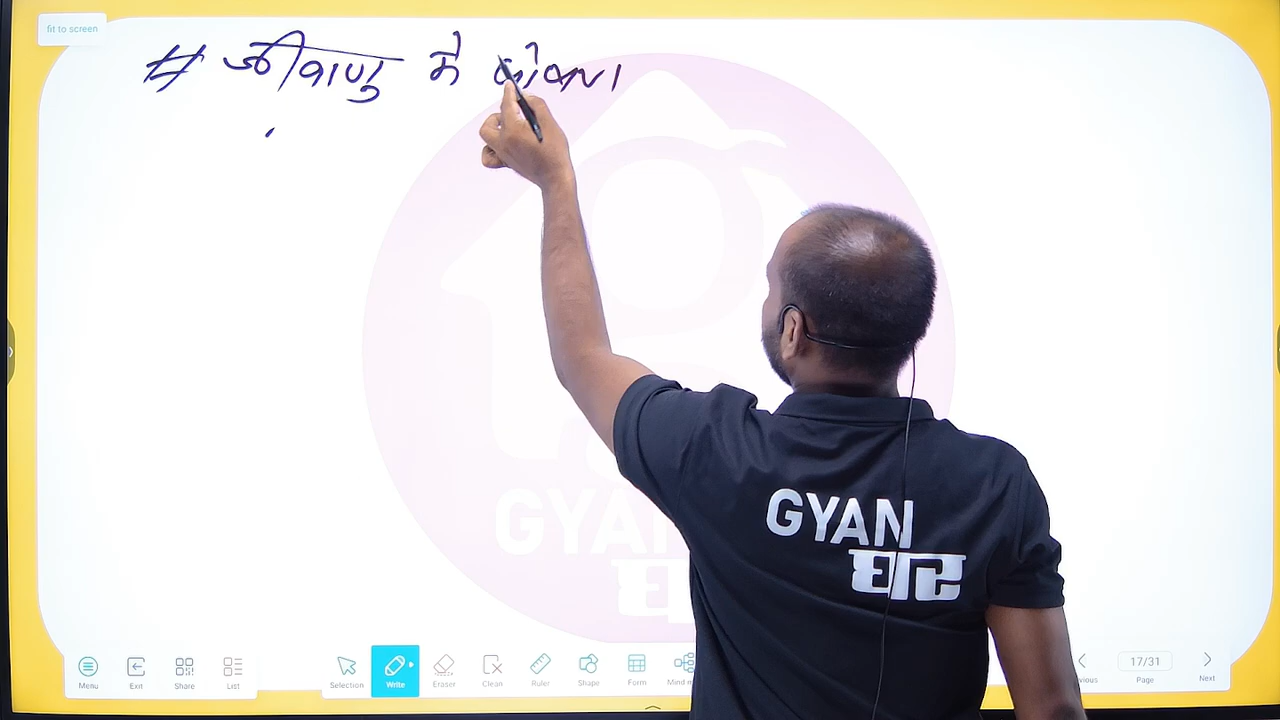 fit to screen
# जीवाणु मे
GYAN
GYAN
घाट
Menu
Exit
Share
List
Selection
Write
Eraser
Clean
Ruler
Shape
Form
17/31
Page
Next